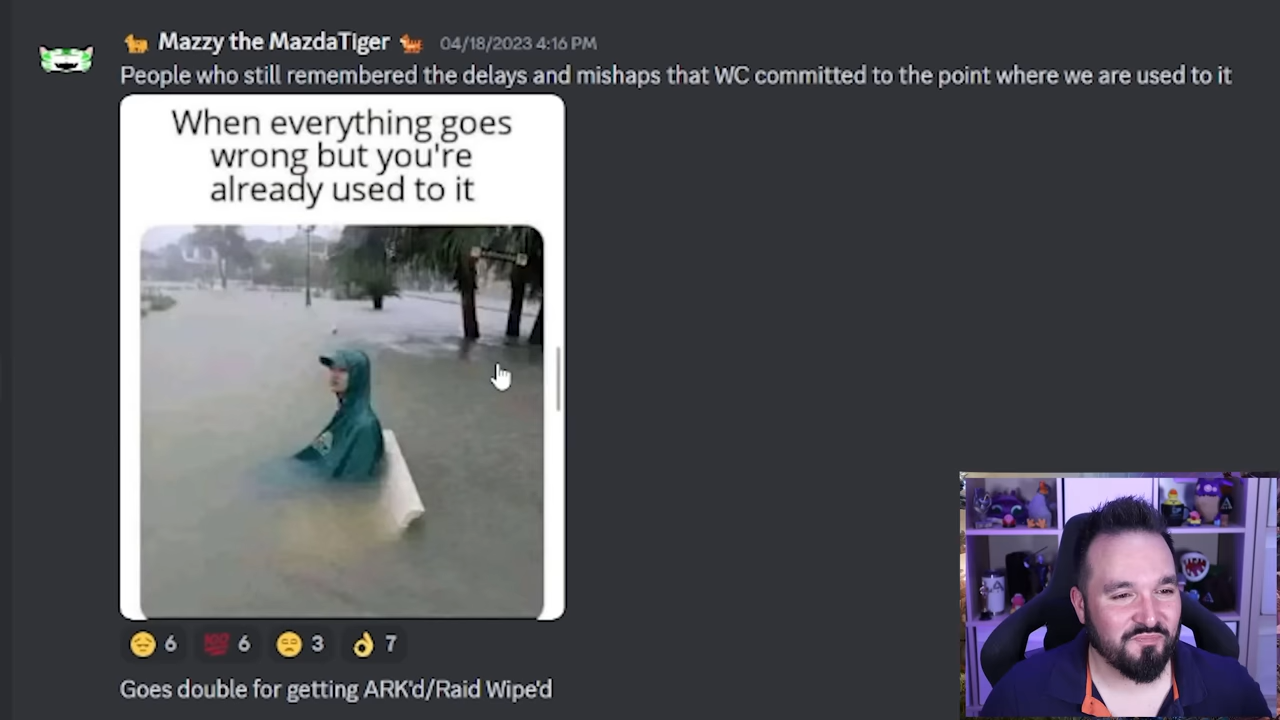 Mazzy the MazdaTiger 04/18/2023 4:16 PM
People who still remembered the delays and mishaps that WC committed to the point where we are used to it
When everything goes
wrong but you're
already used to it
6 100 6 3 7
Goes double for getting ARK'd/Raid Wipe'd